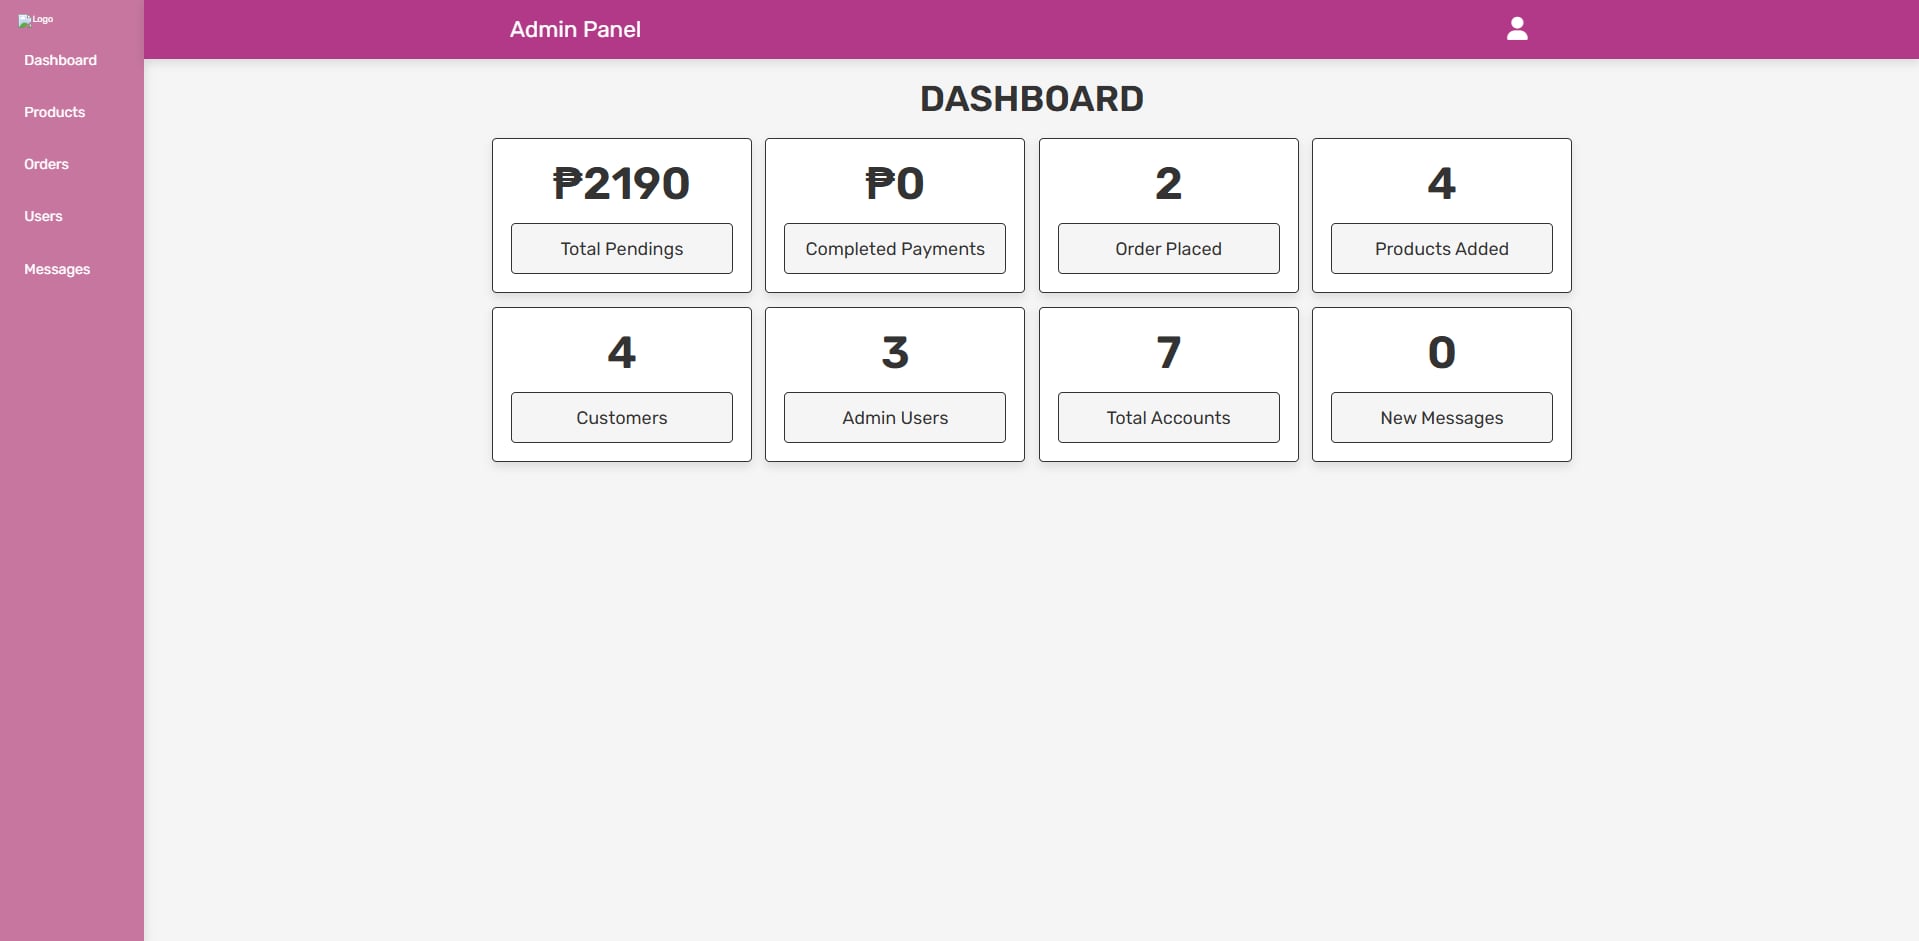 Logo
Dashboard
Products
Orders
Users
Messages
Admin Panel
DASHBOARD
₱2190
Total Pendings
₱0
Completed Payments
2
Order Placed
4
Products Added
4
Customers
3
Admin Users
7
Total Accounts
0
New Messages